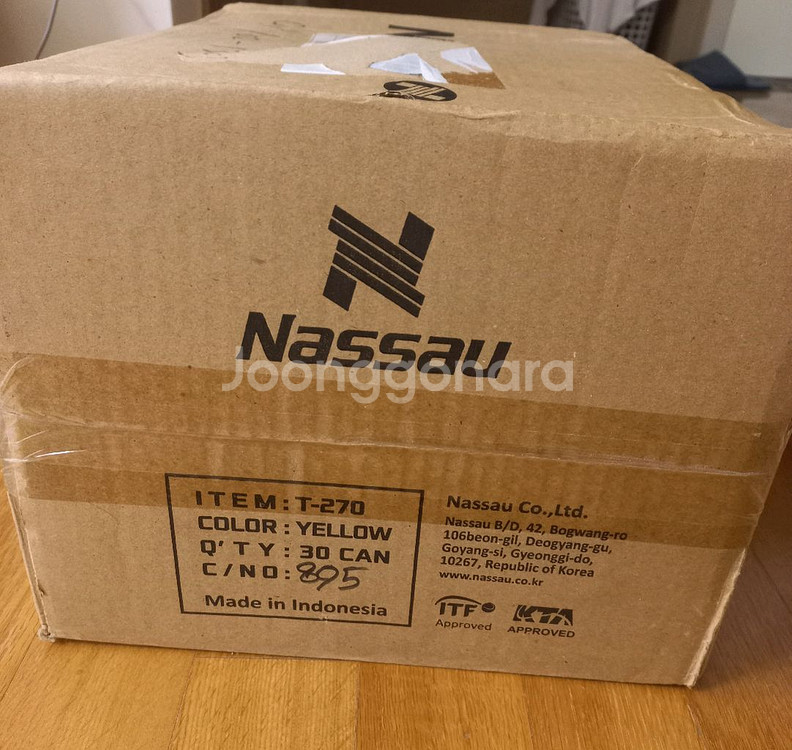 Nassau
Joonggonara
ITEM : T-270
COLOR : YELLOW
Q'TY : 30 CAN
C/NO : 895
Made in Indonesia
Nassau Co.,Ltd.
Nassau B/D, 42, Bogwang-ro
106beon-gil, Deogyang-gu,
Goyang-si, Gyeonggi-do,
10267, Republic of Korea
www.nassau.co.kr
ITF
Approved
KTA
APPROVED